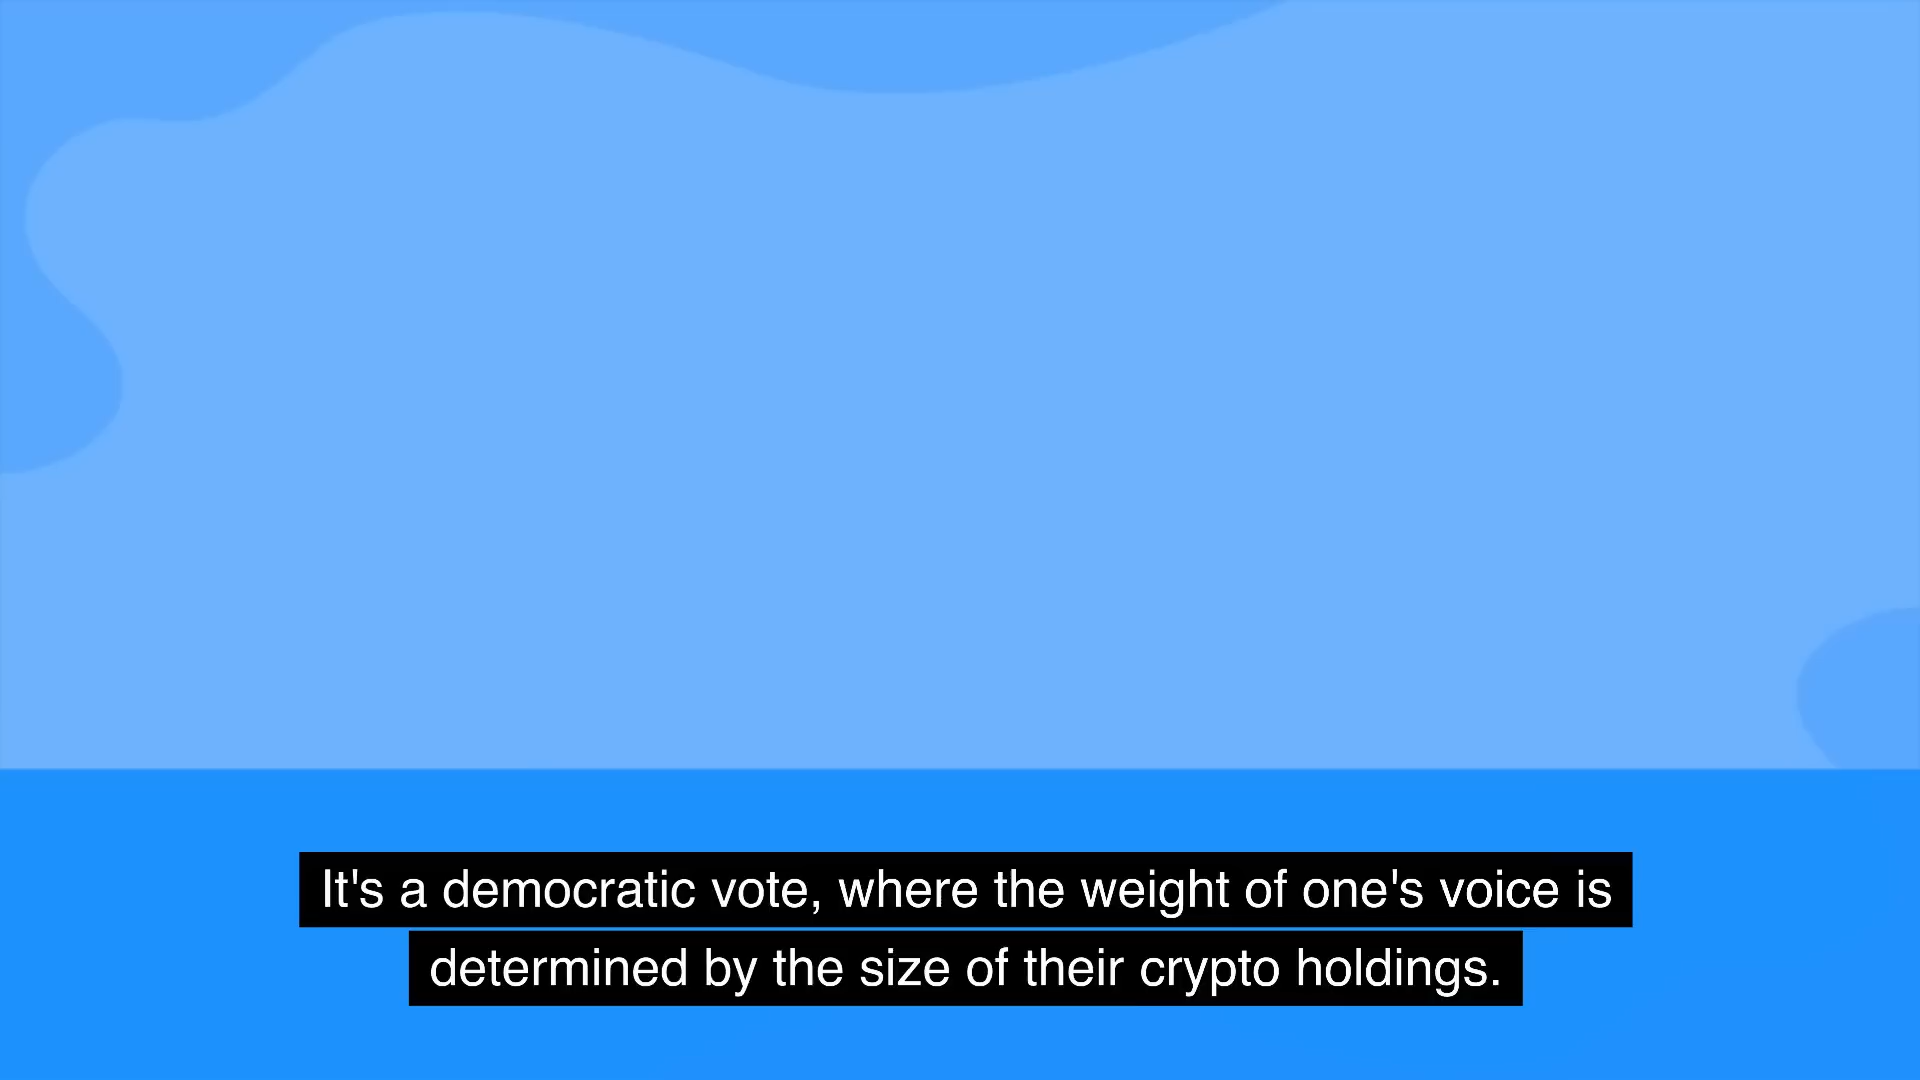 It's a democratic vote, where the weight of one's voice is
determined by the size of their crypto holdings.